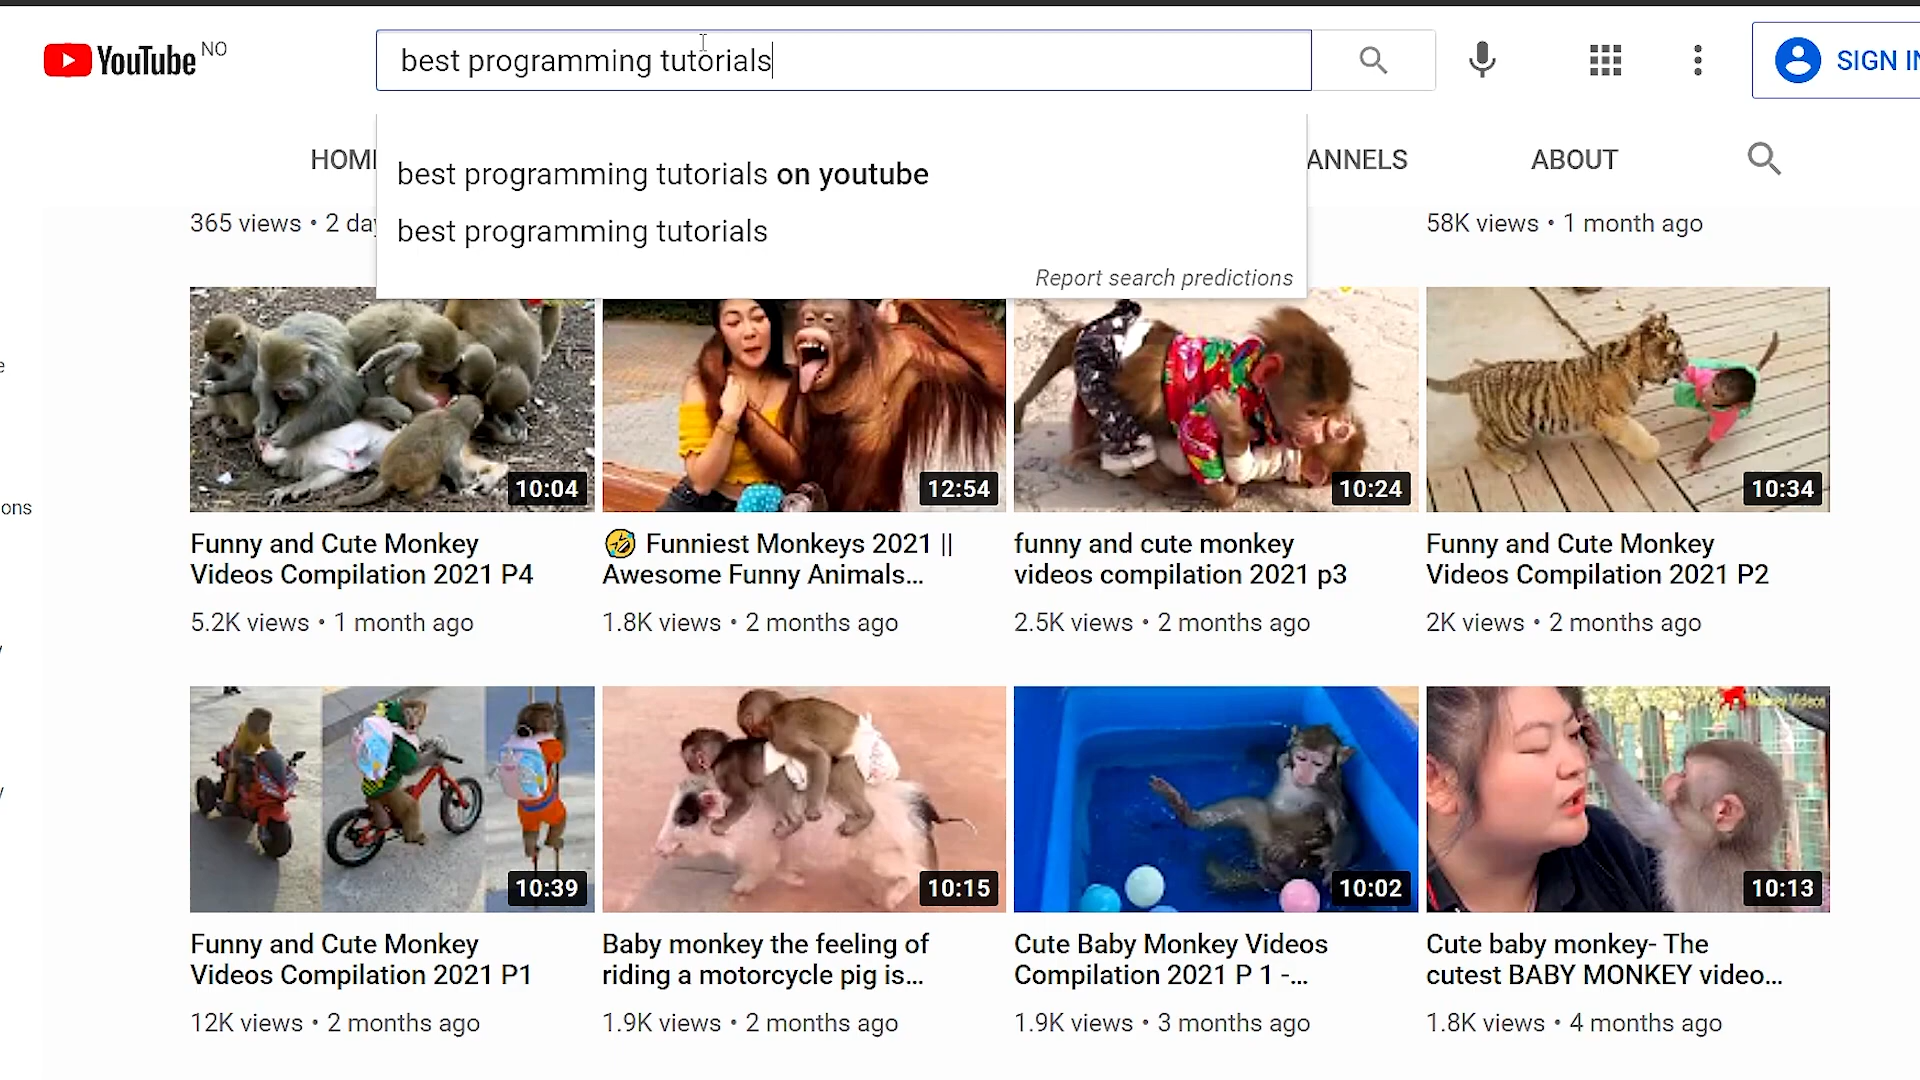 YouTube NO
best programming tutorials
SIGN IN
HOME
ANNELS
ABOUT
best programming tutorials on youtube
best programming tutorials
Report search predictions
365 views • 2 day
58K views • 1 month ago
10:04
12:54
10:24
10:34
Funny and Cute Monkey
Videos Compilation 2021 P4
5.2K views • 1 month ago
🤣 Funniest Monkeys 2021 ||
Awesome Funny Animals...
1.8K views • 2 months ago
funny and cute monkey
videos compilation 2021 p3
2.5K views • 2 months ago
Funny and Cute Monkey
Videos Compilation 2021 P2
2K views • 2 months ago
ons
10:39
10:15
10:02
10:13
Funny and Cute Monkey
Videos Compilation 2021 P1
12K views • 2 months ago
Baby monkey the feeling of
riding a motorcycle pig is...
1.9K views • 2 months ago
Cute Baby Monkey Videos
Compilation 2021 P 1 -...
1.9K views • 3 months ago
Cute baby monkey- The
cutest BABY MONKEY video...
1.8K views • 4 months ago